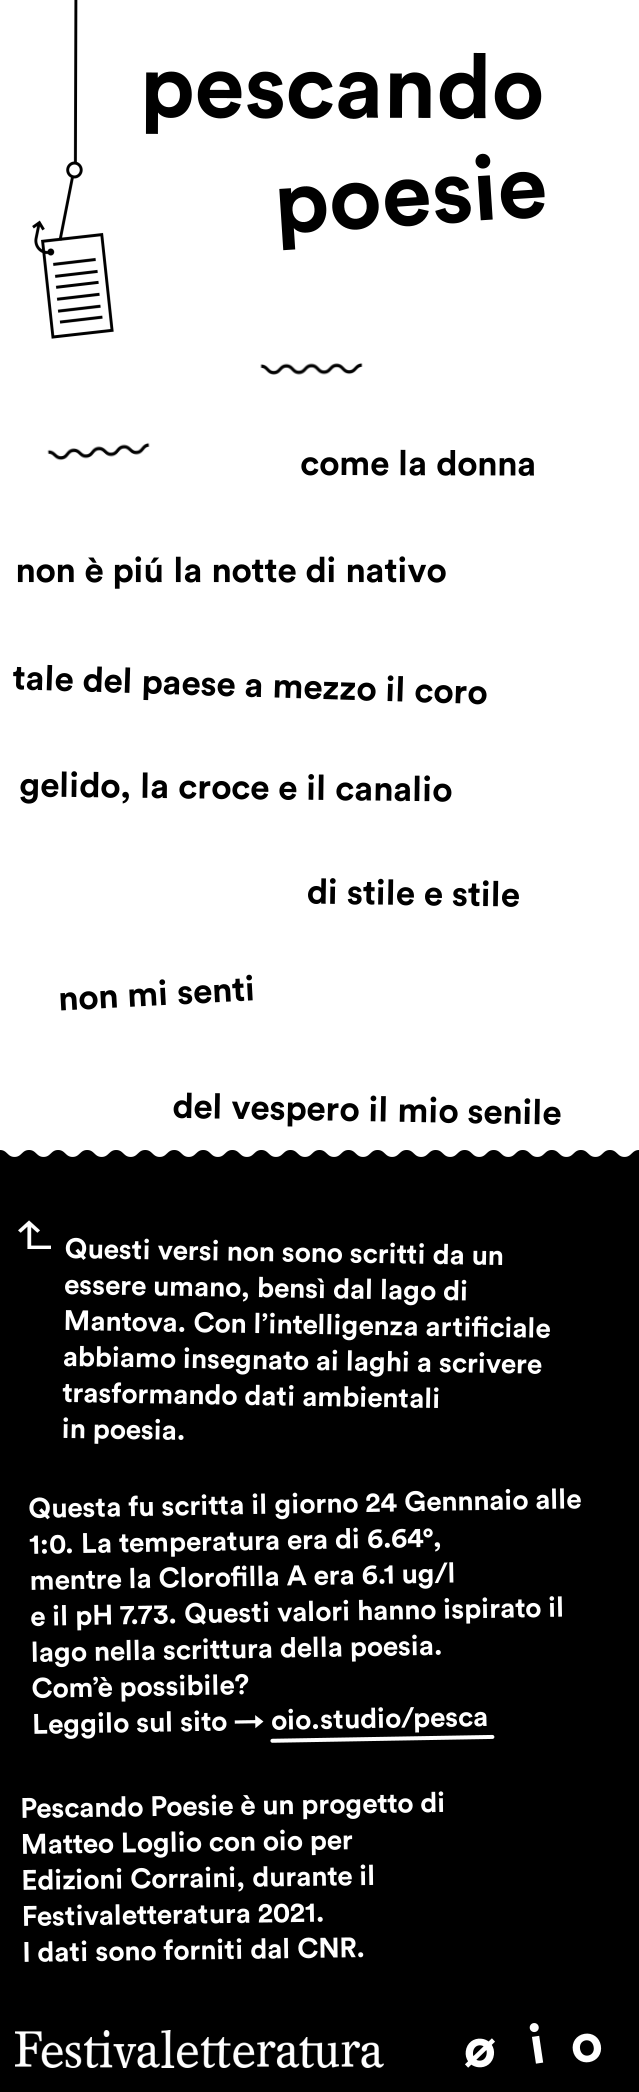 pescando
poesie
come la donna
non è piú la notte di nativo
tale del paese a mezzo il coro
gelido, la croce e il canalio
di stile e stile
non mi senti
del vespero il mio senile
Questi versi non sono scritti da un
essere umano, bensì dal lago di
Mantova. Con l’intelligenza artificiale
abbiamo insegnato ai laghi a scrivere
trasformando dati ambientali
in poesia.
Questa fu scritta il giorno 24 Gennnaio alle
1:0. La temperatura era di 6.64°,
mentre la Clorofilla A era 6.1 ug/l
e il pH 7.73. Questi valori hanno ispirato il
lago nella scrittura della poesia.
Com’è possibile?
Leggilo sul sito → oio.studio/pesca
Pescando Poesie è un progetto di
Matteo Loglio con oio per
Edizioni Corraini, durante il
Festivaletteratura 2021.
I dati sono forniti dal CNR.
Festivaletteratura ø i o